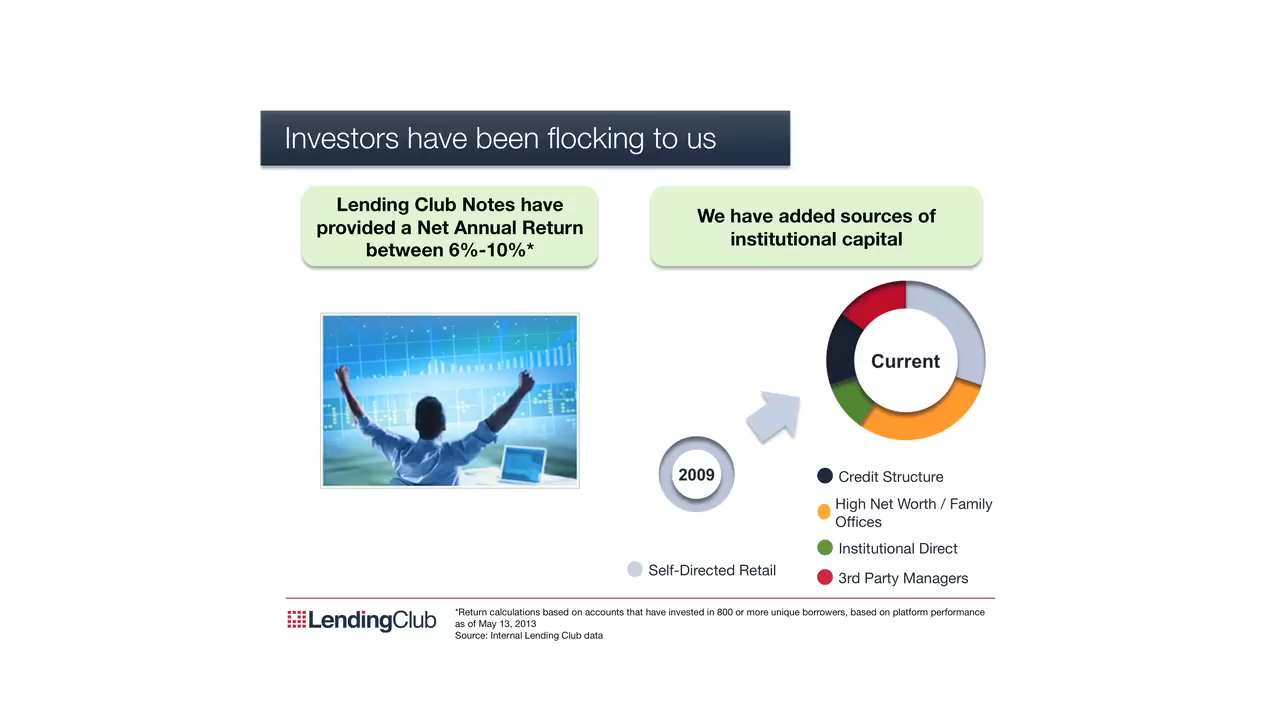 Investors have been flocking to us
Lending Club Notes have
provided a Net Annual Return
between 6%-10%*
We have added sources of
institutional capital
Current
2009
Credit Structure
High Net Worth / Family
Offices
Institutional Direct
3rd Party Managers
Self-Directed Retail
LendingClub
*Return calculations based on accounts that have invested in 800 or more unique borrowers, based on platform performance
as of May 13, 2013
Source: Internal Lending Club data